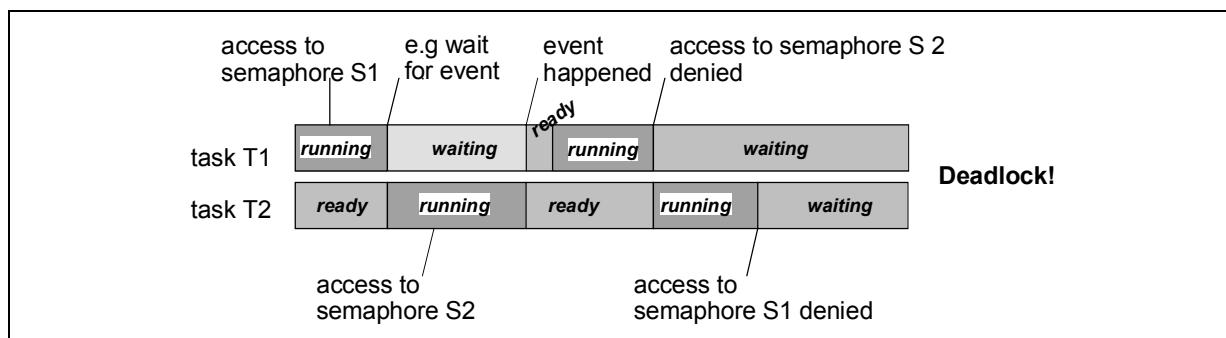 access to
semaphore S1
e.g wait
for event
event
happened
access to semaphore S 2
denied
task T1
running
waiting
ready
running
waiting
Deadlock!
task T2
ready
running
ready
running
waiting
access to
semaphore S2
access to
semaphore S1 denied